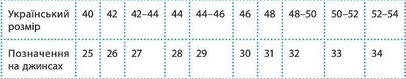 Український розмір 40 42 42–44 44 44–46 46 48 48–50 50–52 52–54
Позначення на джинсах 25 26 27 28 29 30 31 32 33 34